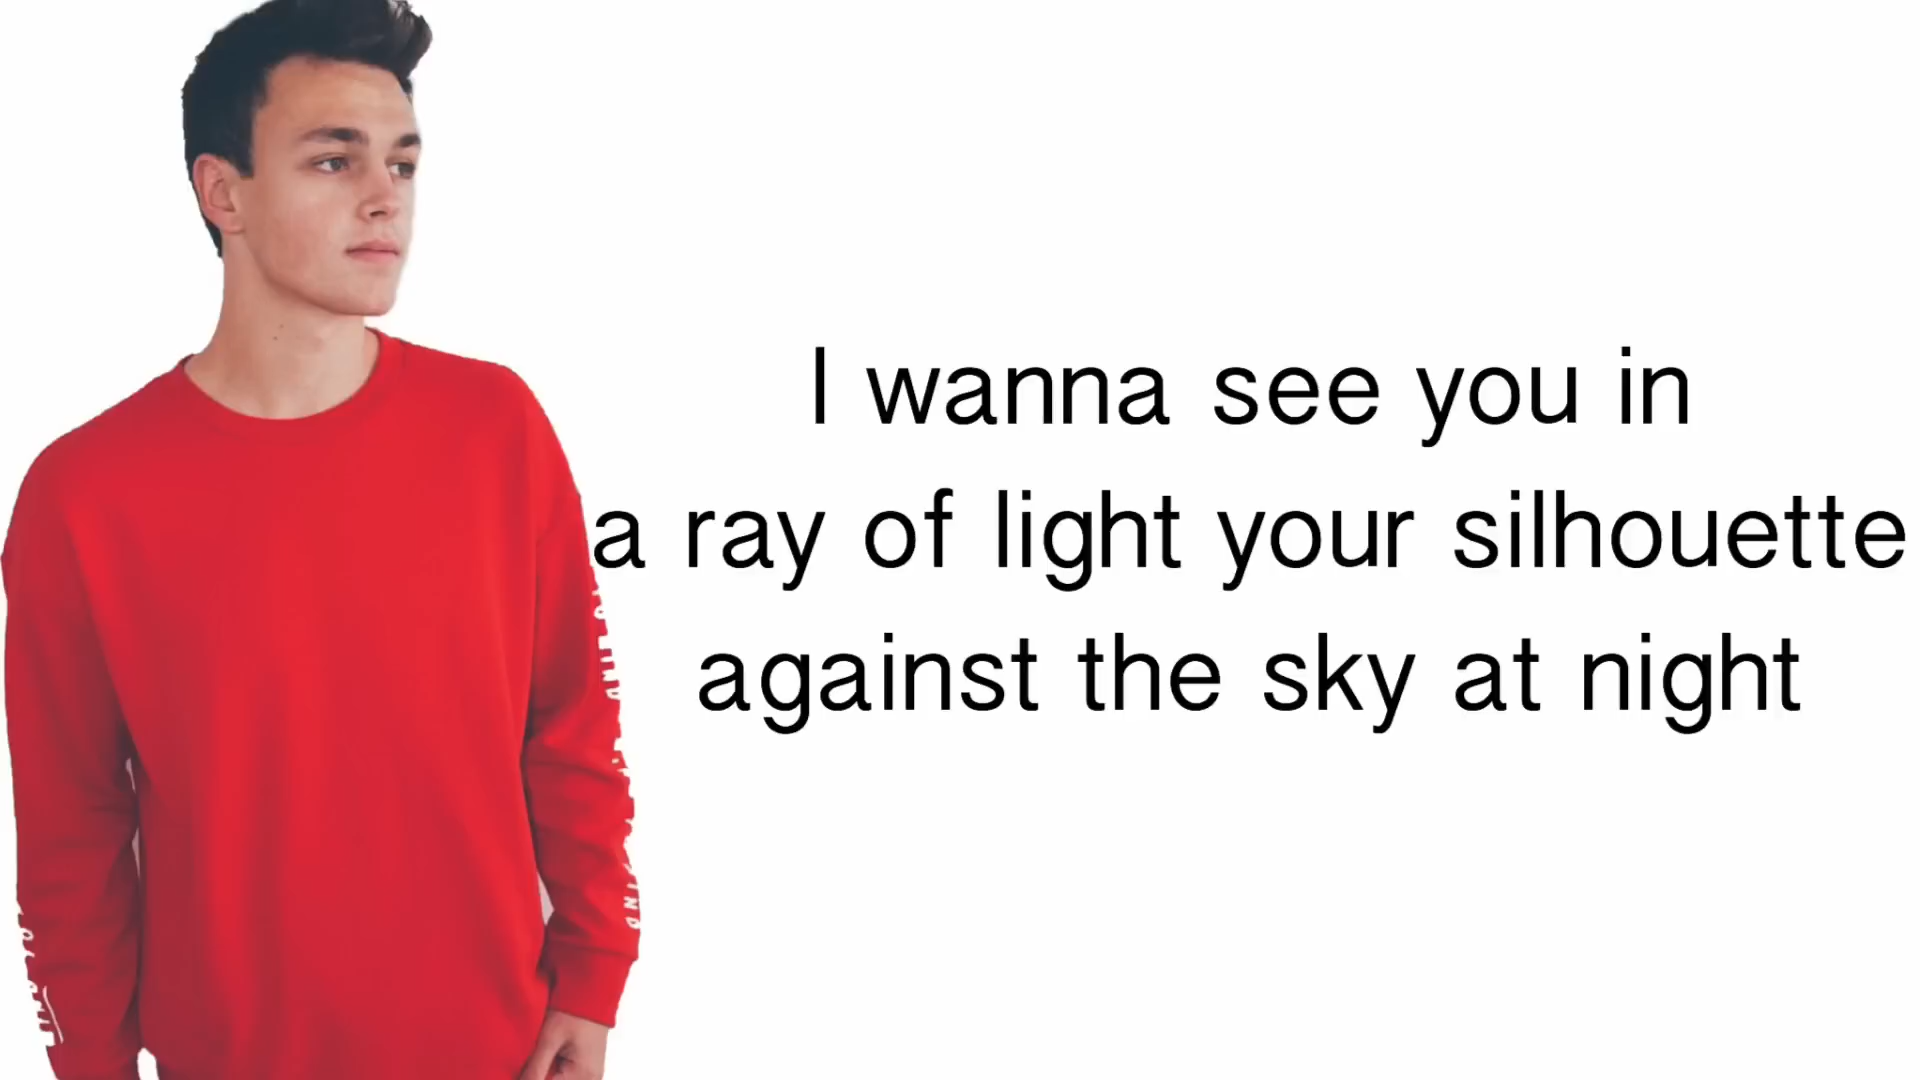 I wanna see you in
a ray of light your silhouette
against the sky at night